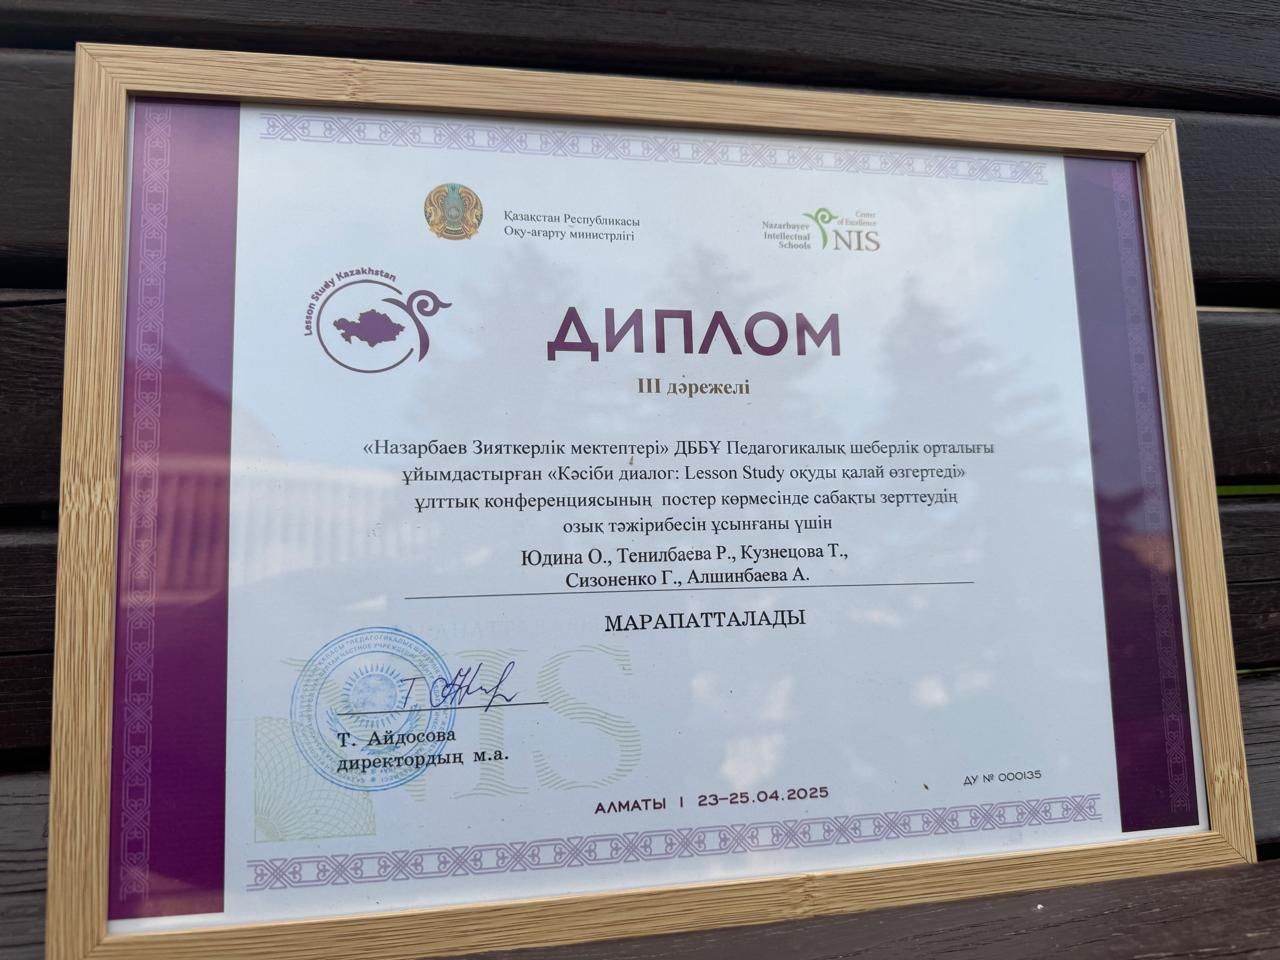 Қазақстан Республикасы
Оқу-ағарту министрлігі
Nazarbayev
Intellectual
Schools
Center
of Excellence
NIS
Lesson Study Kazakhstan
ДИПЛОМ
III дәрежелі
«Назарбаев Зияткерлік мектептері» ДББҰ Педагогикалық шеберлік орталығы
ұйымдастырған «Кәсіби диалог: Lesson Study оқуды қалай өзгертеді»
ұлттық конференциясының постер көрмесінде сабақты зерттеудің
озық тәжірибесін ұсынғаны үшін
Юдина О., Тенилбаева Р., Кузнецова Т.,
Сизоненко Г., Алшинбаева А.
МАРАПАТТАЛАДЫ
NIS
Т. Айдосова
директордың м.а.
АЛМАТЫ | 23-25.04.2025
ДУ № 000135